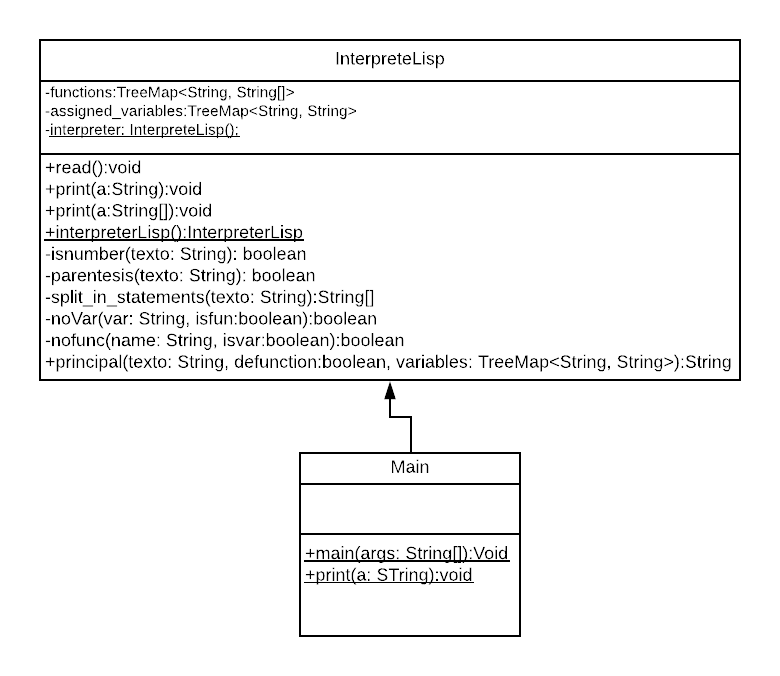 InterpreteLisp
-functions:TreeMap<String, String[]>
-assigned_variables:TreeMap<String, String>
-interpreter: InterpreteLisp();
+read():void
+print(a:String):void
+print(a:String[]):void
+interpreterLisp():InterpreterLisp
-isnumber(texto: String): boolean
-parentesis(texto: String): boolean
-split_in_statements(texto: String):String[]
-noVar(var: String, isfun:boolean):boolean
-nofunc(name: String, isvar:boolean):boolean
+principal(texto: String, defunction:boolean, variables: TreeMap<String, String>):String
Main
+main(args: String[]):Void
+print(a: STring):void